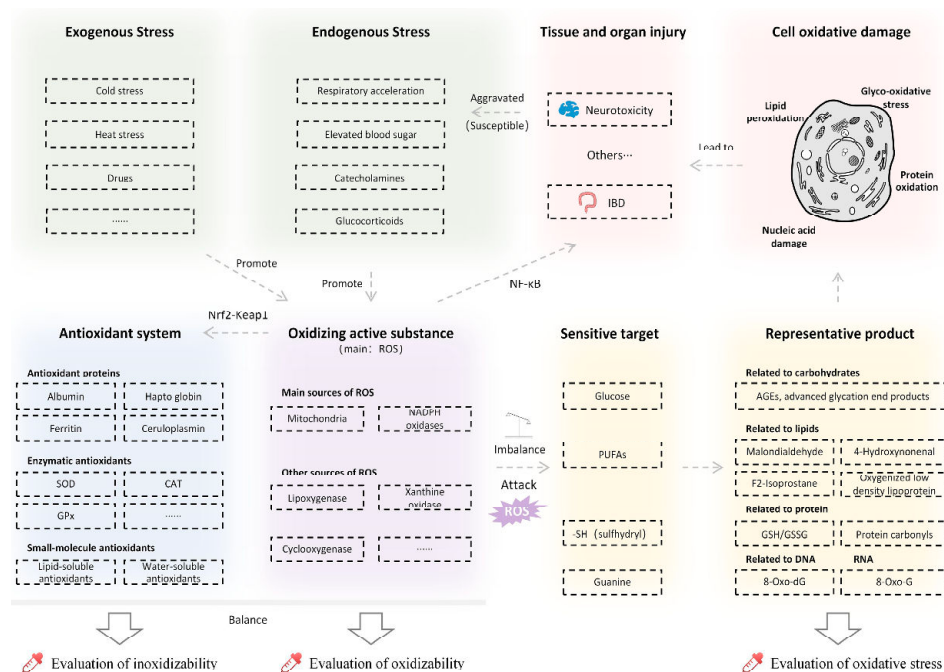 Exogenous Stress
Cold stress
Heat stress
Drugs
......
Endogenous Stress
Respiratory acceleration
Elevated blood sugar
Catecholamines
Glucocorticoids
Aggravated
(Susceptible)
Tissue and organ injury
Neurotoxicity
Others...
IBD
Lead to
Cell oxidative damage
Glyco-oxidative
stress
Lipid
peroxidation
Protein
oxidation
Nucleic acid
damage
Promote
Promote
NF-κB
Nrf2-Keap1
Antioxidant system
Antioxidant proteins
Albumin
Hapto globin
Ferritin
Ceruloplasmin
Enzymatic antioxidants
SOD
CAT
GPx
......
Small-molecule antioxidants
Lipid-soluble
antioxidants
Water-soluble
antioxidants
Oxidizing active substance
(main: ROS)
Main sources of ROS
Mitochondria
NADPH
oxidases
Other sources of ROS
Lipoxygenase
Xanthine
oxidase
Cyclooxygenase
......
Imbalance
Attack
ROS
Sensitive target
Glucose
PUFAs
-SH (sulfhydryl)
Guanine
Representative product
Related to carbohydrates
AGEs, advanced glycation end products
Related to lipids
Malondialdehyde
4-Hydroxynonenal
F2-Isoprostane
Oxygenized low
density lipoprotein
Related to protein
GSH/GSSG
Protein carbonyls
Related to DNA
RNA
8-Oxo-dG
8-Oxo-G
Balance
Evaluation of inoxidizability
Evaluation of oxidizability
Evaluation of oxidative stress